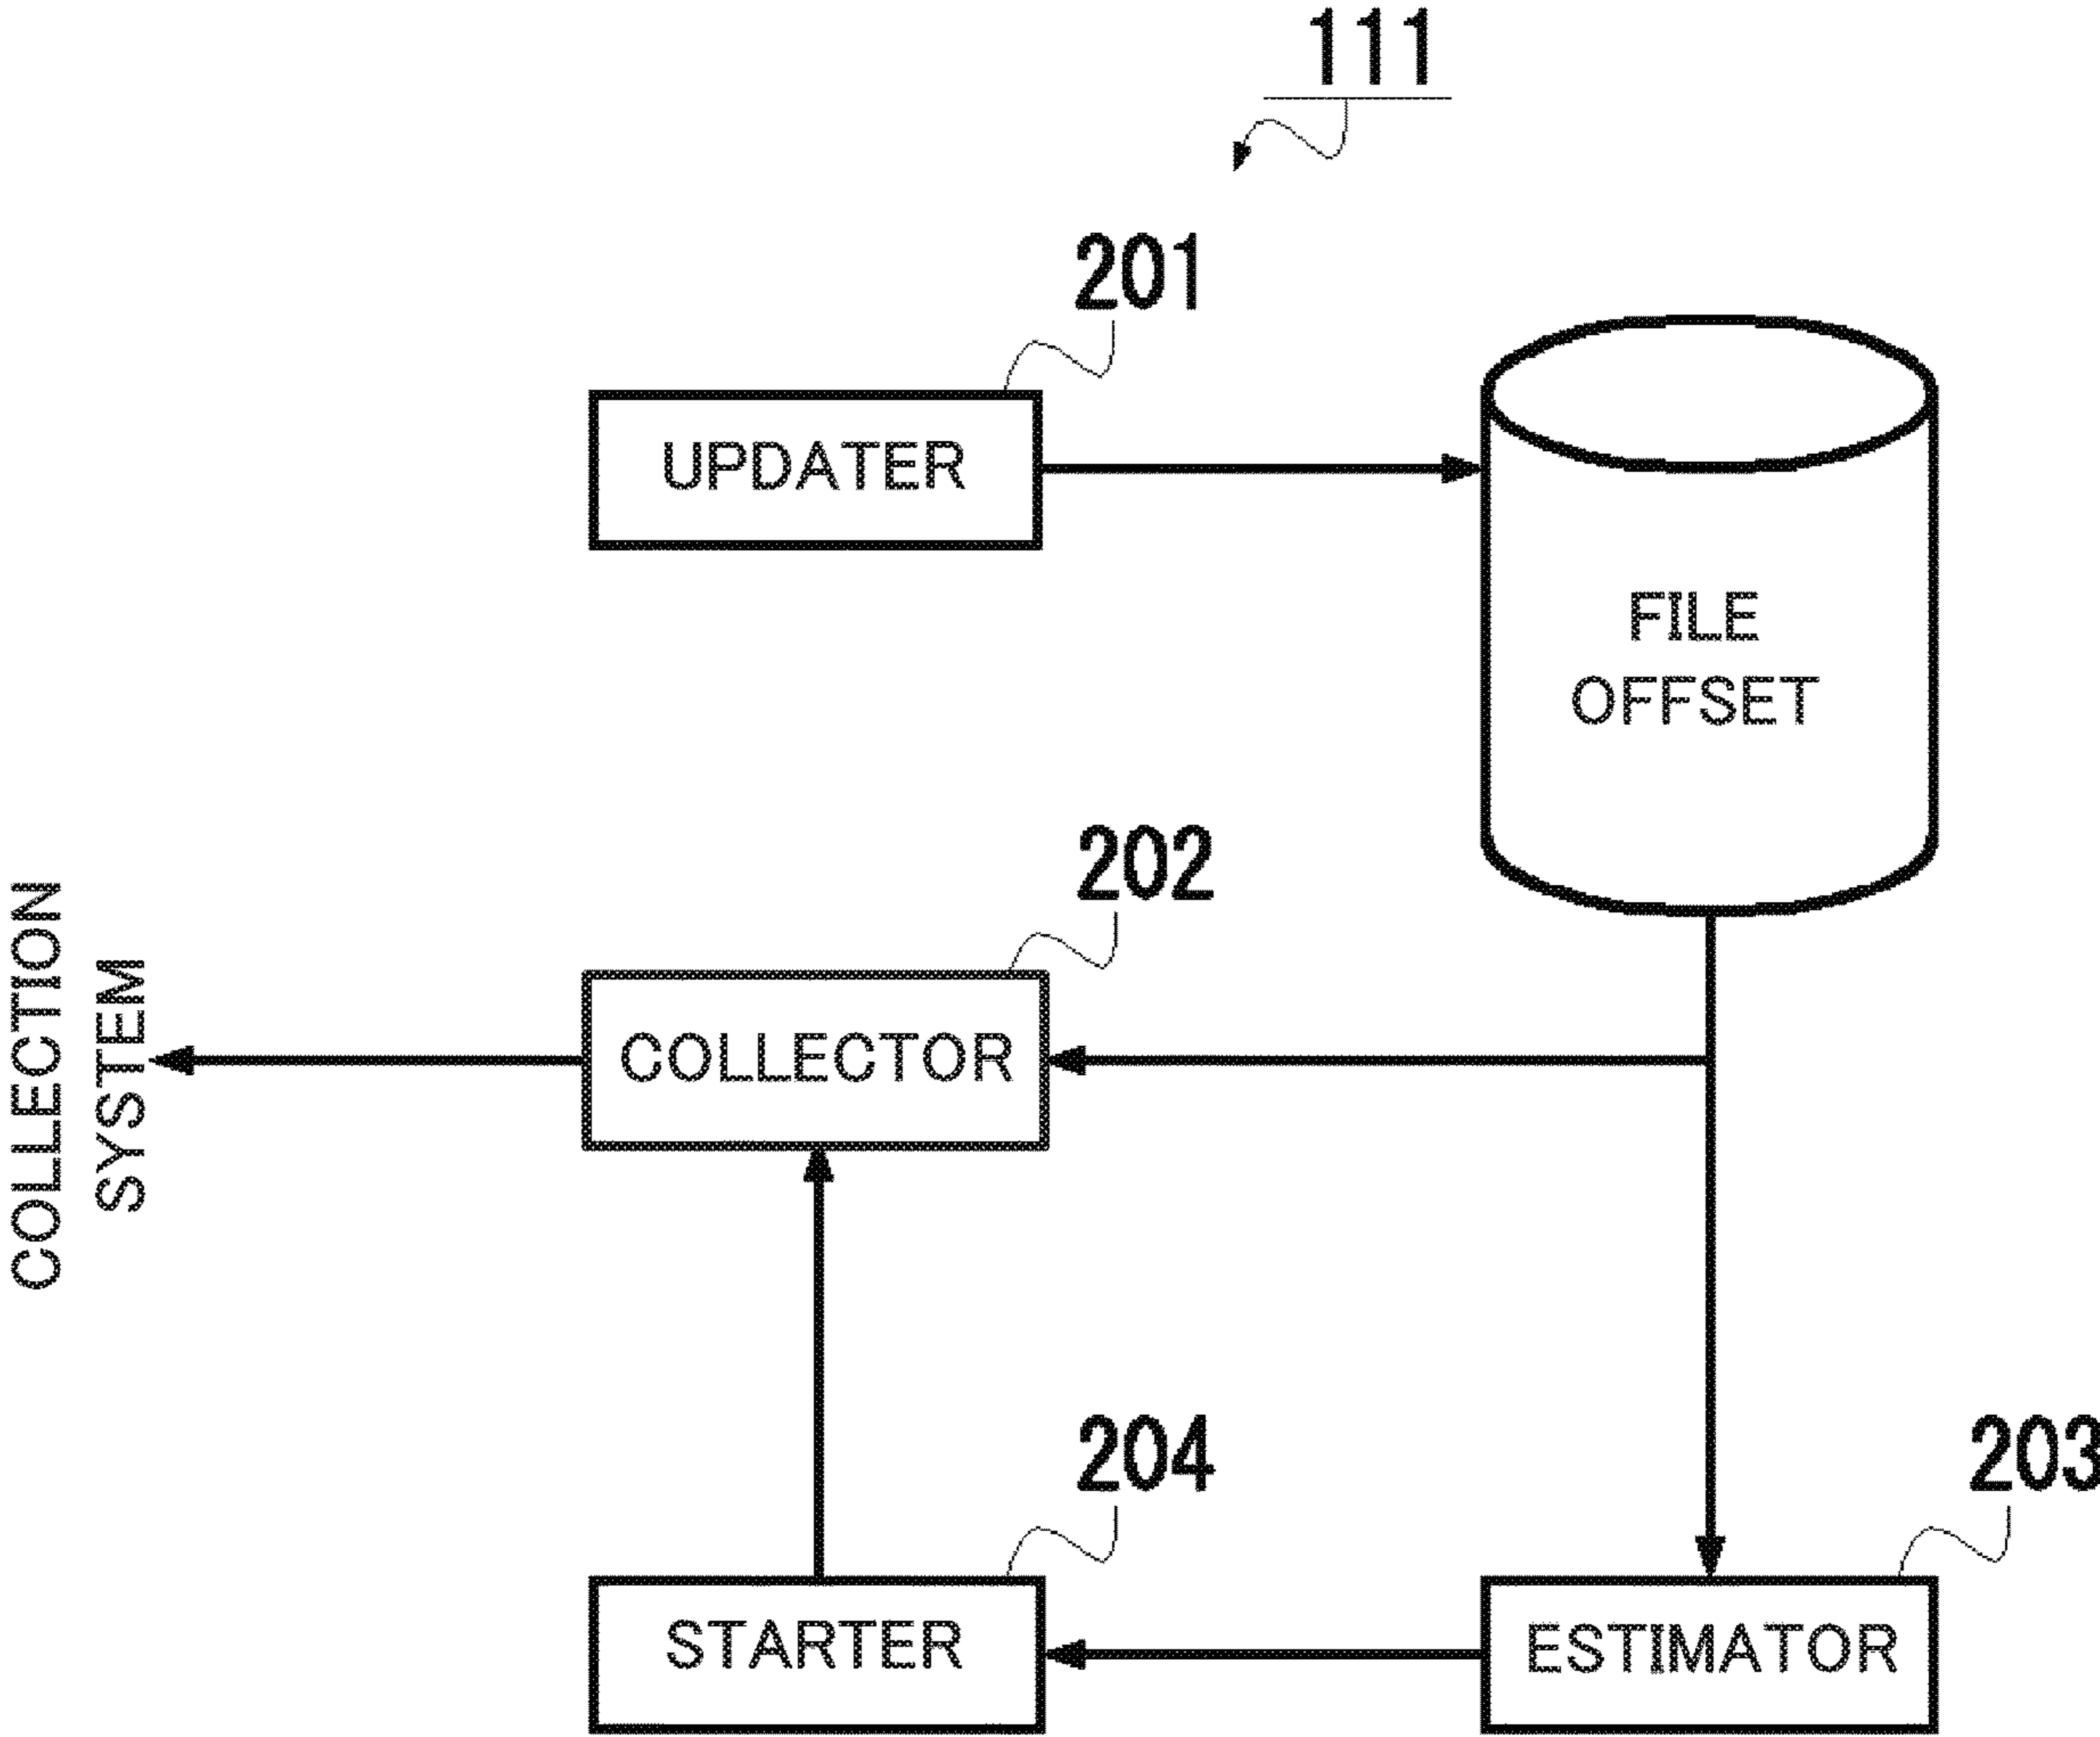 111
201
UPDATER
FILE
OFFSET
202
COLLECTOR
COLLECTION
SYSTEM
204
STARTER
203
ESTIMATOR